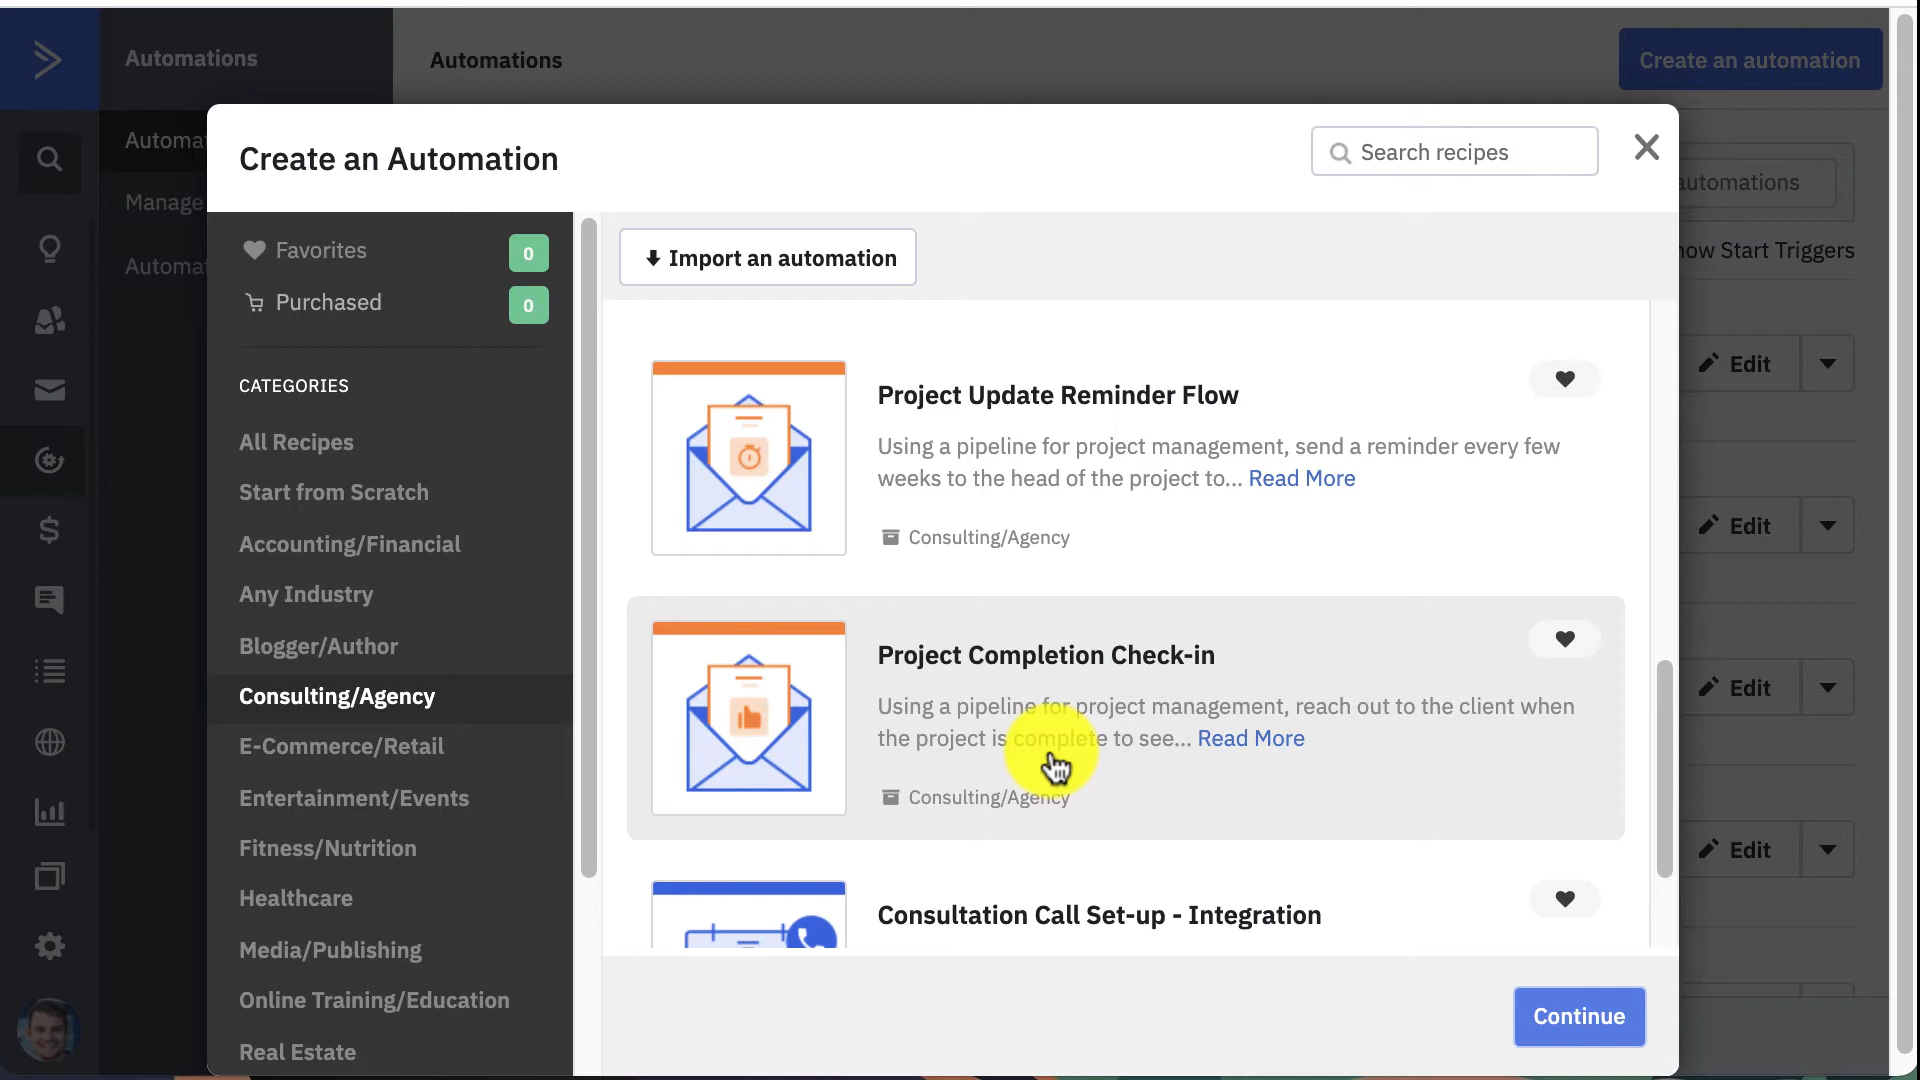 Automations
Automations
Create an automation
Automa
Manage
Automa
automations
how Start Triggers
Create an Automation
Search recipes
Favorites
0
Purchased
0
CATEGORIES
All Recipes
Start from Scratch
Accounting/Financial
Any Industry
Blogger/Author
Consulting/Agency
E-Commerce/Retail
Entertainment/Events
Fitness/Nutrition
Healthcare
Media/Publishing
Online Training/Education
Real Estate
Import an automation
Project Update Reminder Flow
Using a pipeline for project management, send a reminder every few
weeks to the head of the project to... Read More
Consulting/Agency
Project Completion Check-in
Using a pipeline for project management, reach out to the client when
the project is complete to see... Read More
Consulting/Agency
Consultation Call Set-up - Integration
Continue
Edit
Edit
Edit
Edit